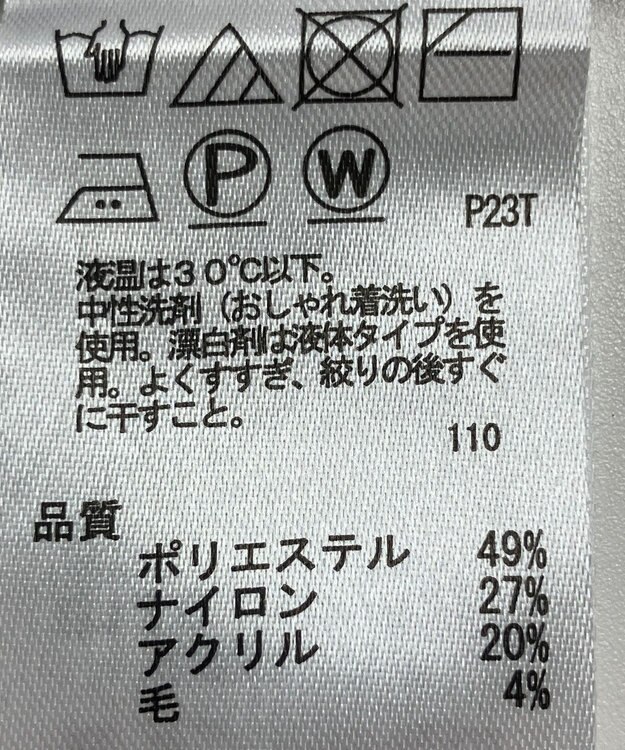 P W
P23T
液温は30℃以下。
中性洗剤（おしゃれ着洗い）を
使用。漂白剤は液体タイプを使
用。よくすすぎ、絞りの後すぐ
に干すこと。
110
品質
ポリエステル 49%
ナイロン 27%
アクリル 20%
毛 4%